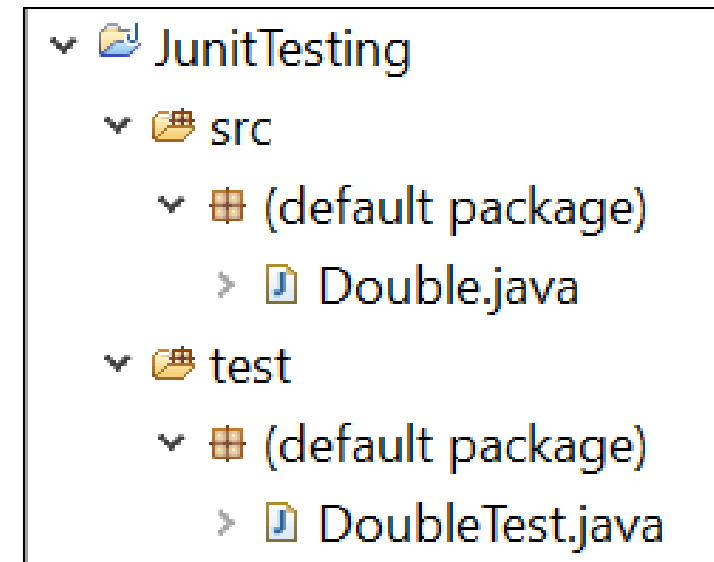 JunitTesting
src
(default package)
Double.java
test
(default package)
DoubleTest.java